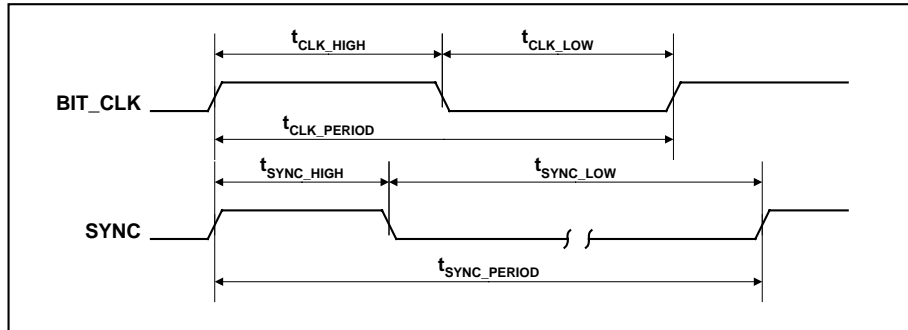 tCLK_HIGH tCLK_LOW
BIT_CLK
tCLK_PERIOD
tSYNC_HIGH tSYNC_LOW
SYNC
tSYNC_PERIOD